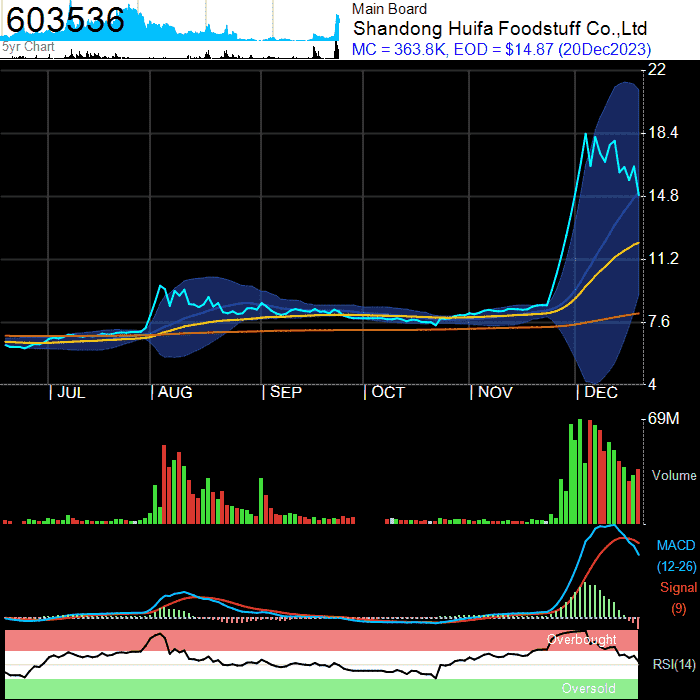 603536
5yr Chart
Main Board
Shandong Huifa Foodstuff Co.,Ltd
MC = 363.8K, EOD = $14.87 (20Dec2023)
22
18.4
14.8
11.2
7.6
4
JUL
AUG
SEP
OCT
NOV
DEC
69M
Volume
MACD
(12-26)
Signal
(9)
Overbought
RSI(14)
Oversold